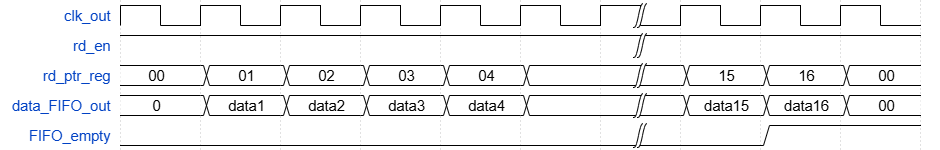 clk_out
rd_en
rd_ptr_reg 00 01 02 03 04 15 16 00
data_FIFO_out 0 data1 data2 data3 data4 data15 data16 00
FIFO_empty